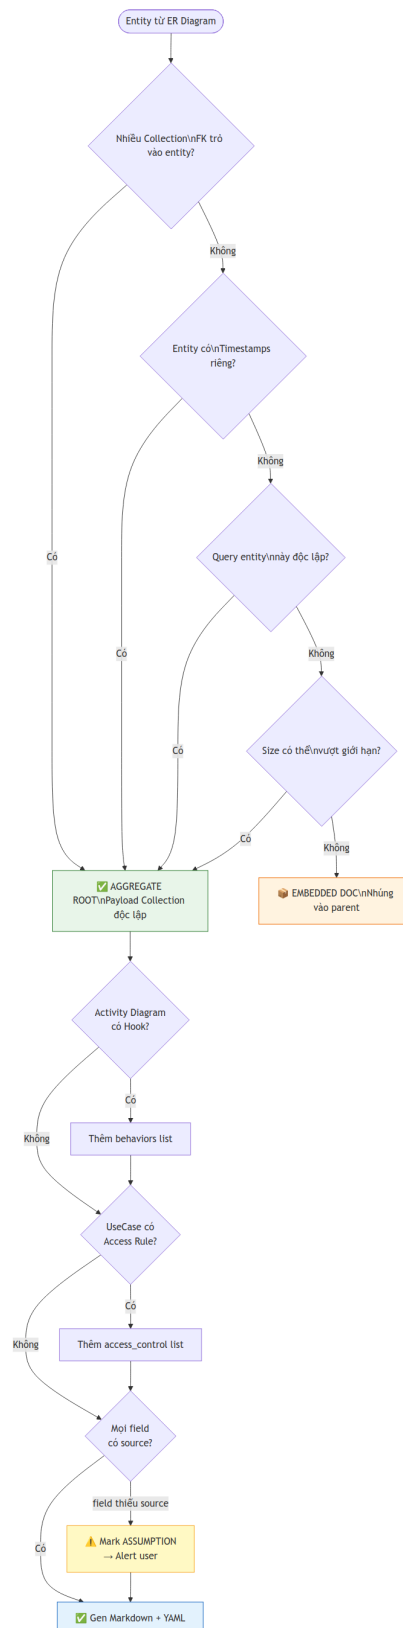 Entity từ ER Diagram
Nhiều Collection\nFK trỏ
vào entity?
Không
Entity có\nTimestamps
riêng?
Không
Có
Query entity\nnày độc lập?
Có
Không
Có
Size có thể\nvượt giới hạn?
Có
Không
✅ AGGREGATE
ROOT\nPayload Collection
độc lập
📦 EMBEDDED DOC\nNhúng
vào parent
Activity Diagram
có Hook?
Có
Không
Thêm behaviors list
UseCase có
Access Rule?
Có
Không
Thêm access_control list
Mọi field
có source?
field thiếu source
Có
⚠️ Mark ASSUMPTION
→ Alert user
✅ Gen Markdown + YAML